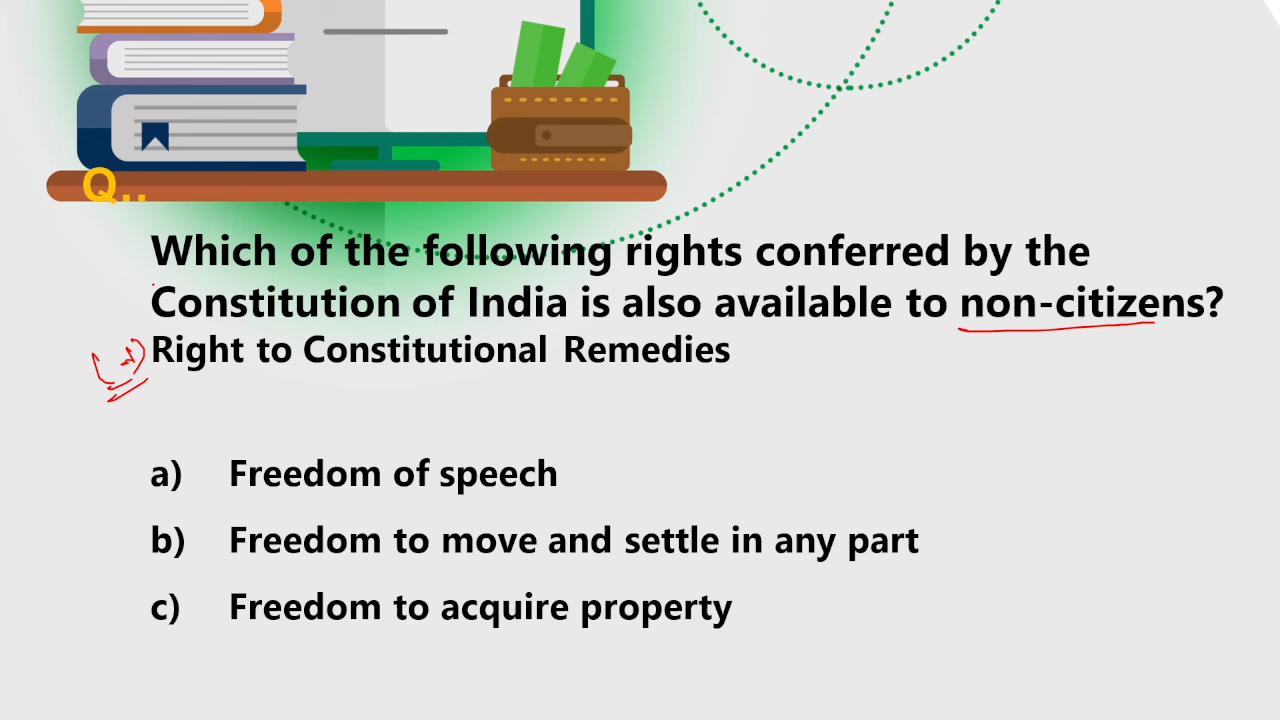 Q..
Which of the following rights conferred by the
Constitution of India is also available to non-citizens?
Right to Constitutional Remedies
a) Freedom of speech
b) Freedom to move and settle in any part
c) Freedom to acquire property